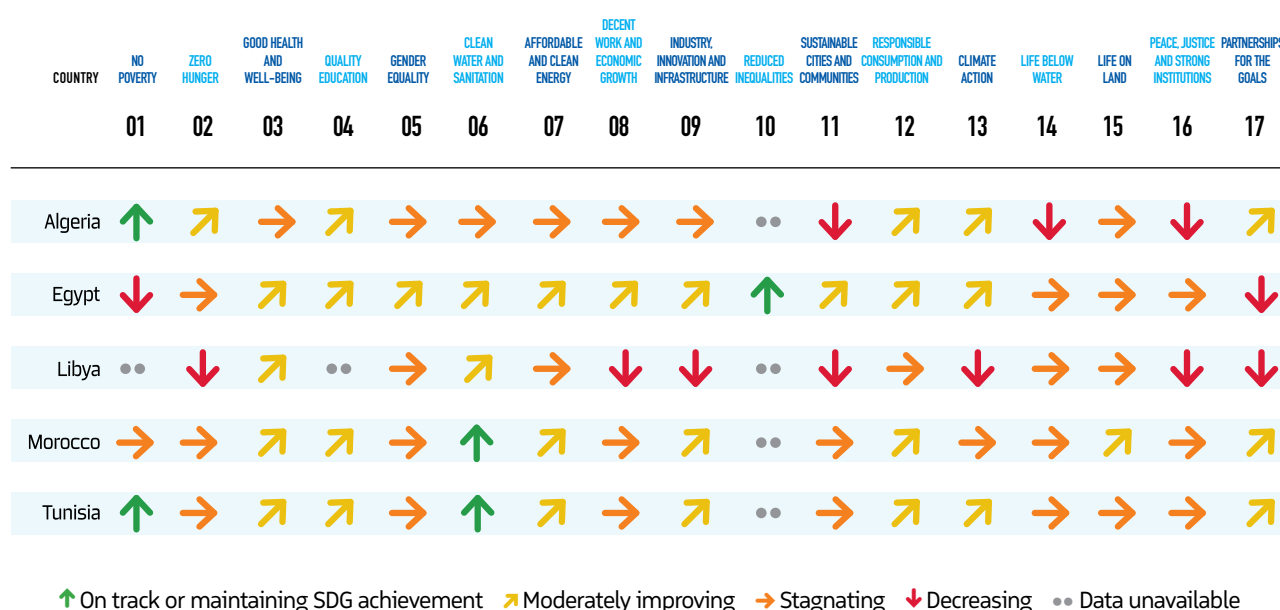 COUNTRY
NO
POVERTY
ZERO
HUNGER
GOOD HEALTH
AND
WELL-BEING
QUALITY
EDUCATION
GENDER
EQUALITY
CLEAN
WATER AND
SANITATION
AFFORDABLE
AND CLEAN
ENERGY
DECENT
WORK AND
ECONOMIC
GROWTH
INDUSTRY,
INNOVATION AND
INFRASTRUCTURE
REDUCED
INEQUALITIES
SUSTAINABLE
CITIES AND
COMMUNITIES
RESPONSIBLE
CONSUMPTION AND
PRODUCTION
CLIMATE
ACTION
LIFE BELOW
WATER
LIFE ON
LAND
PEACE, JUSTICE
AND STRONG
INSTITUTIONS
PARTNERSHIPS
FOR THE
GOALS
01 02 03 04 05 06 07 08 09 10 11 12 13 14 15 16 17
Algeria
Egypt
Libya
Morocco
Tunisia
On track or maintaining SDG achievement Moderately improving Stagnating Decreasing Data unavailable